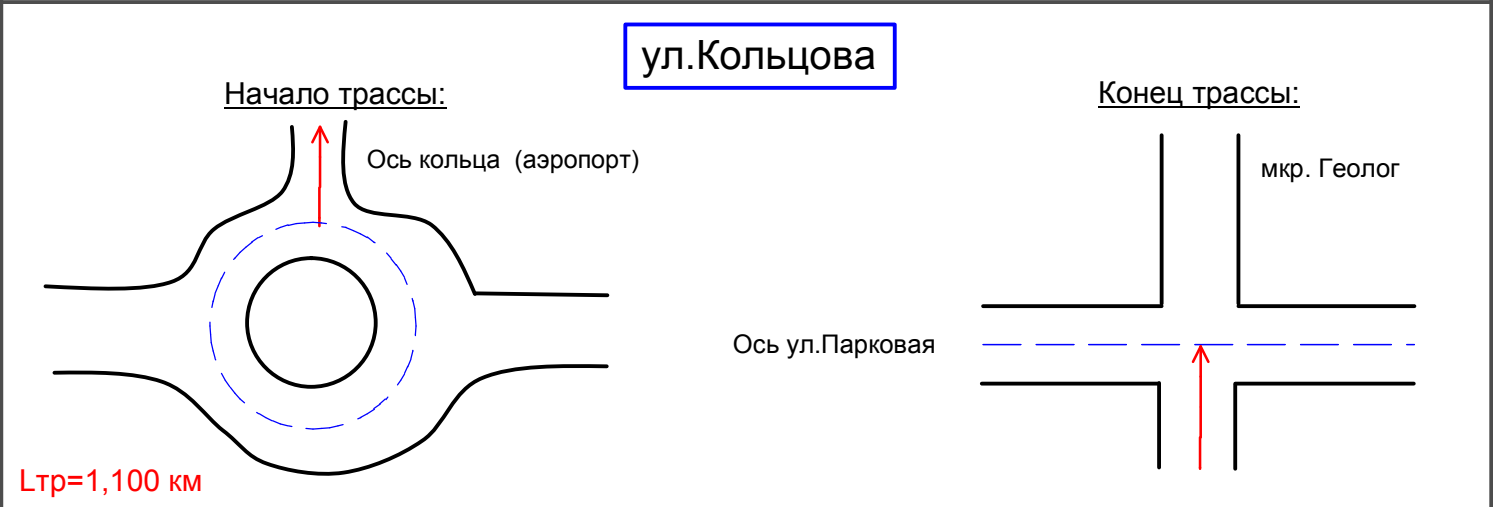 ул.Кольцова
Начало трассы:
Конец трассы:
Ось кольца (аэропорт)
мкр. Геолог
Ось ул.Парковая
Lтр=1,100 км